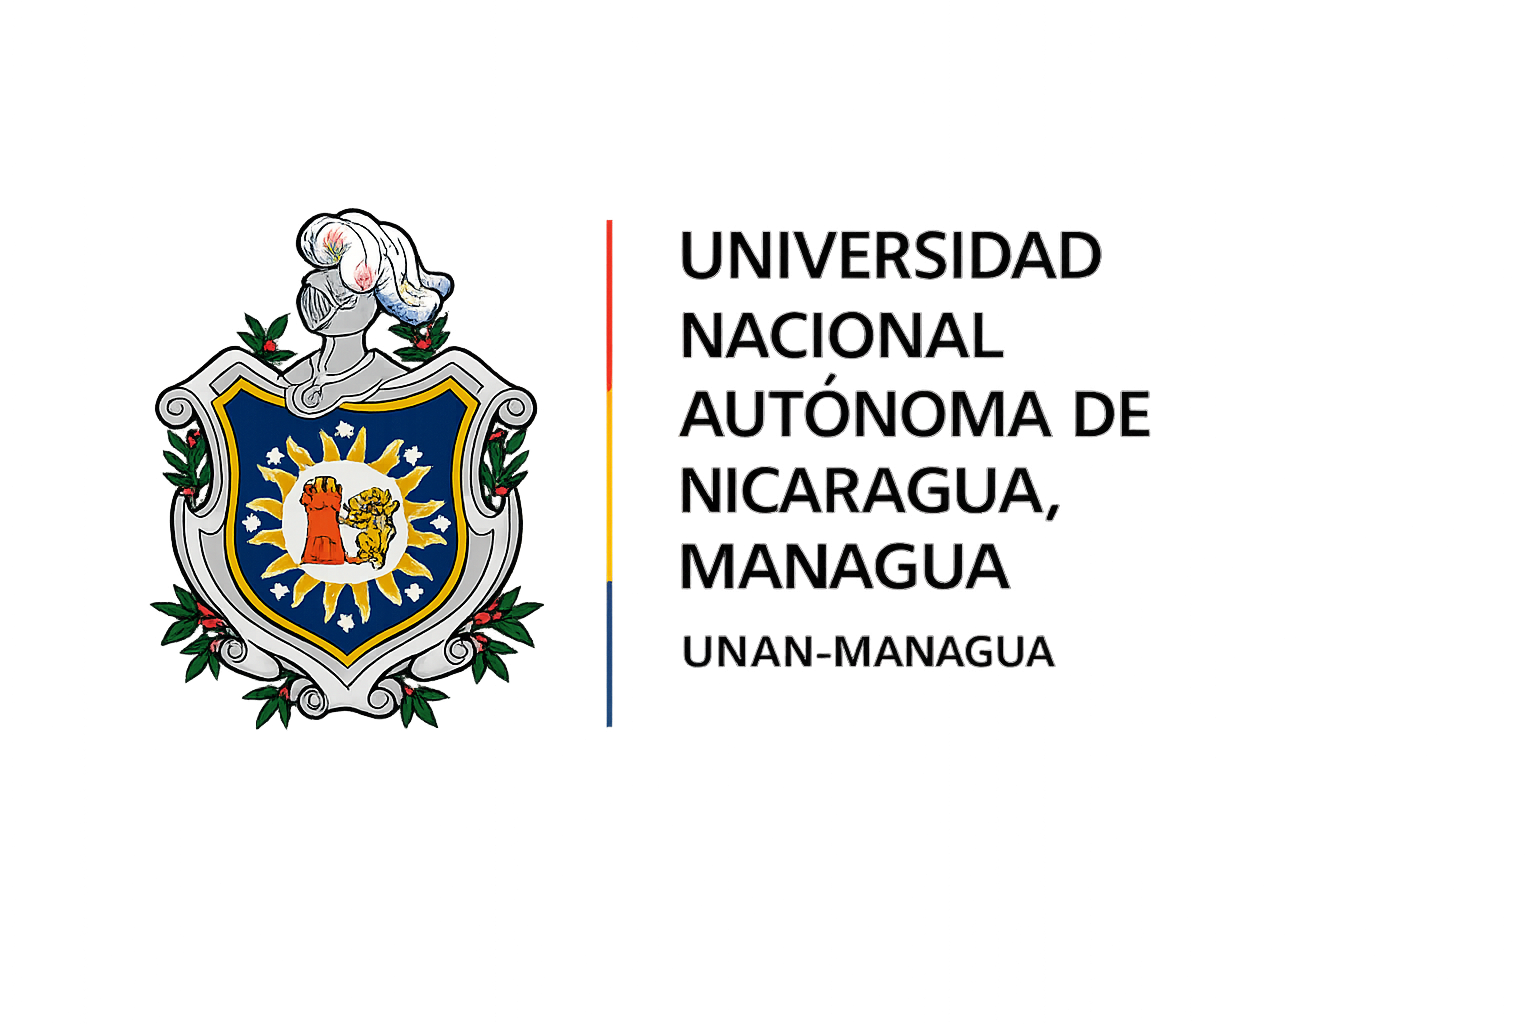 UNIVERSIDAD
NACIONAL
AUTÓNOMA DE
NICARAGUA,
MANAGUA
UNAN-MANAGUA